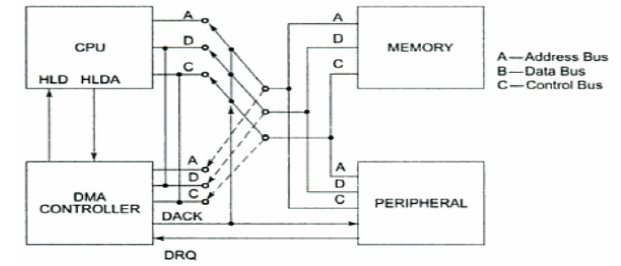 CPU
HLD HLDA
A
D
C
A
D
C
MEMORY
A—Address Bus
B—Data Bus
C—Control Bus
DMA
CONTROLLER
A
D
C
DACK
DRQ
A
D
C
PERIPHERAL